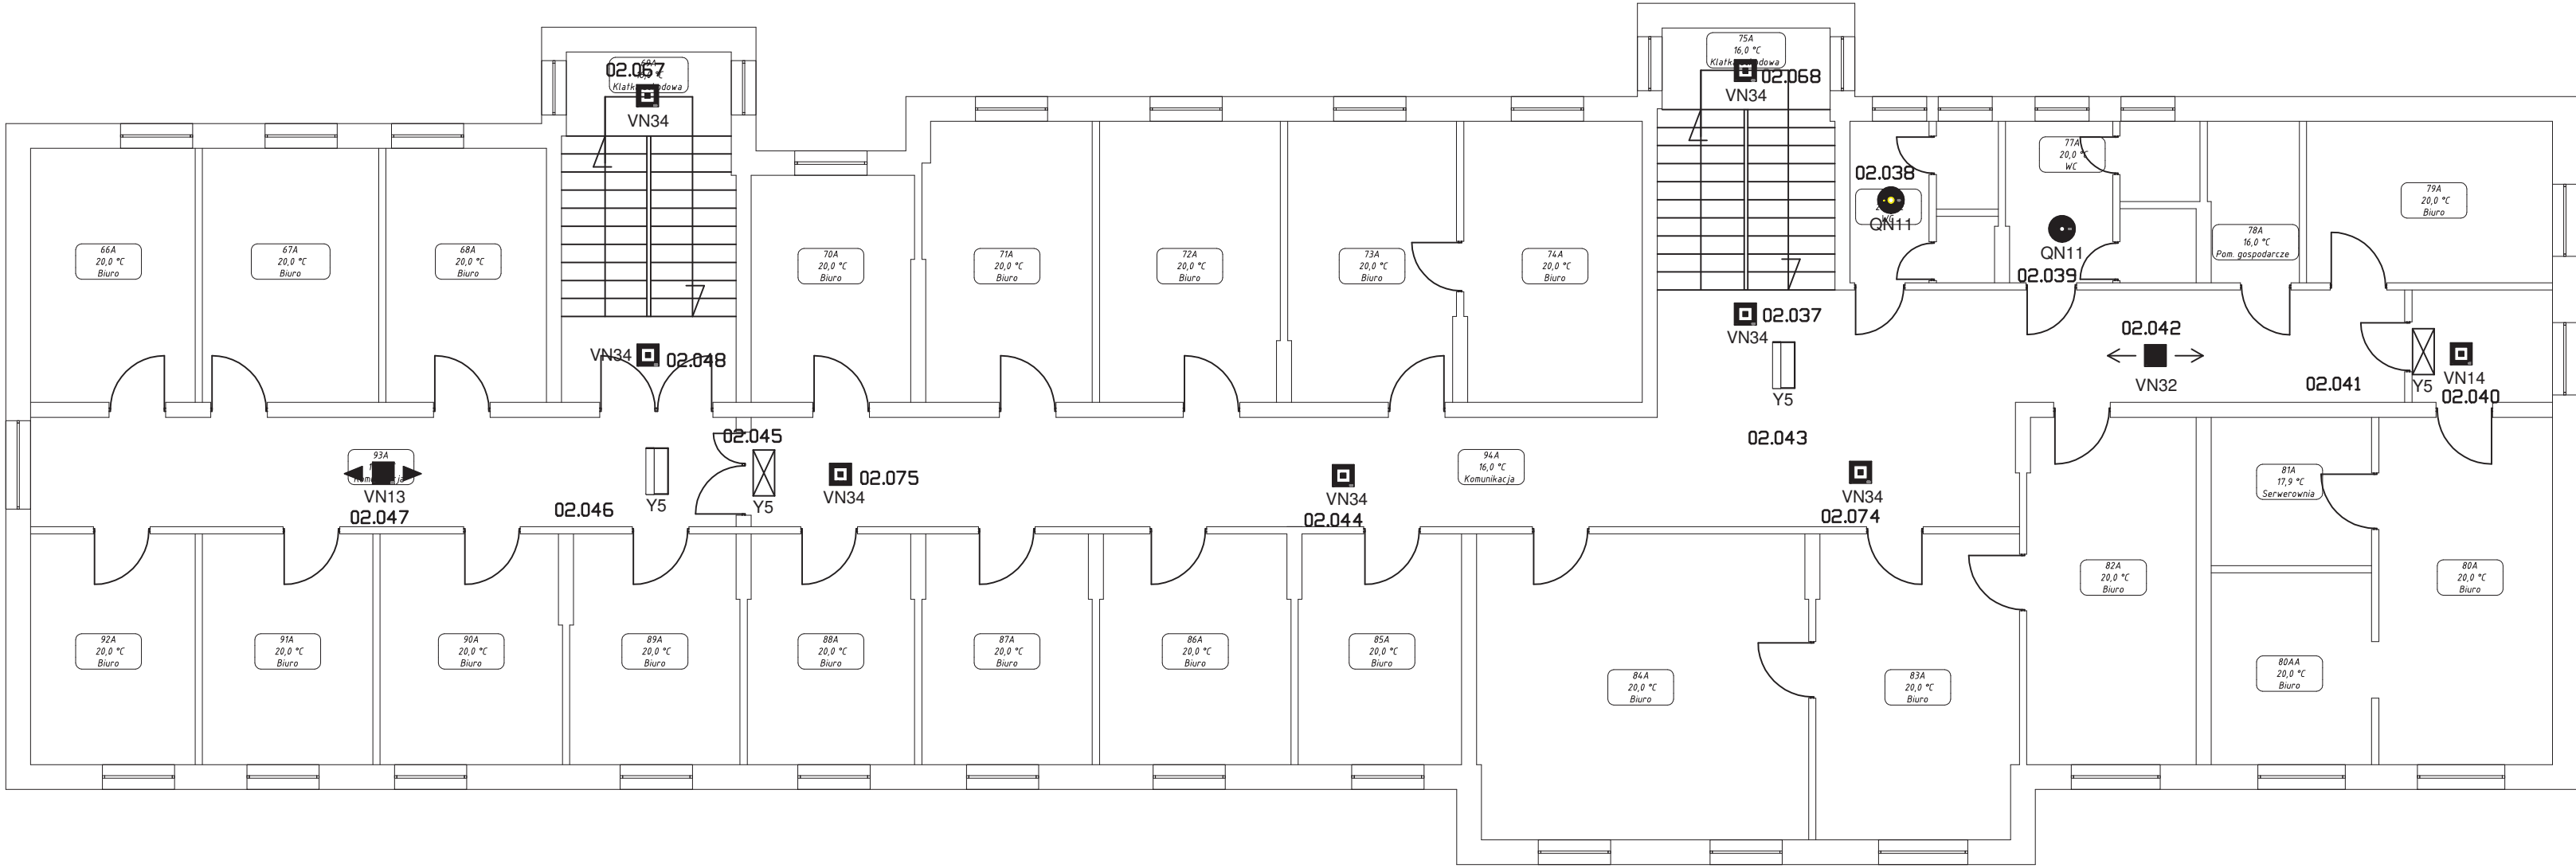 75A
16,0 °C
02.067
02.068
VN34
VN34
66A
20,0 °C
Biuro
67A
20,0 °C
Biuro
68A
20,0 °C
Biuro
70A
20,0 °C
Biuro
71A
20,0 °C
Biuro
72A
20,0 °C
Biuro
73A
20,0 °C
Biuro
74A
20,0 °C
Biuro
02.038
QN11
77A
20,0 °C
WC
QN11
02.039
78A
16,0 °C
Pom. gospodarcze
79A
20,0 °C
Biuro
VN34
02.048
02.037
VN34
Y5
02.042
VN32
02.041
Y5
VN14
02.040
93A
VN13
02.047
02.046
Y5
02.045
Y5
02.075
VN34
VN34
02.044
94A
16,0 °C
Komunikacja
02.043
VN34
02.074
81A
17,9 °C
Serwerownia
82A
20,0 °C
Biuro
80A
20,0 °C
Biuro
92A
20,0 °C
Biuro
91A
20,0 °C
Biuro
90A
20,0 °C
Biuro
89A
20,0 °C
Biuro
88A
20,0 °C
Biuro
87A
20,0 °C
Biuro
86A
20,0 °C
Biuro
85A
20,0 °C
Biuro
84A
20,0 °C
Biuro
83A
20,0 °C
Biuro
80AA
20,0 °C
Biuro